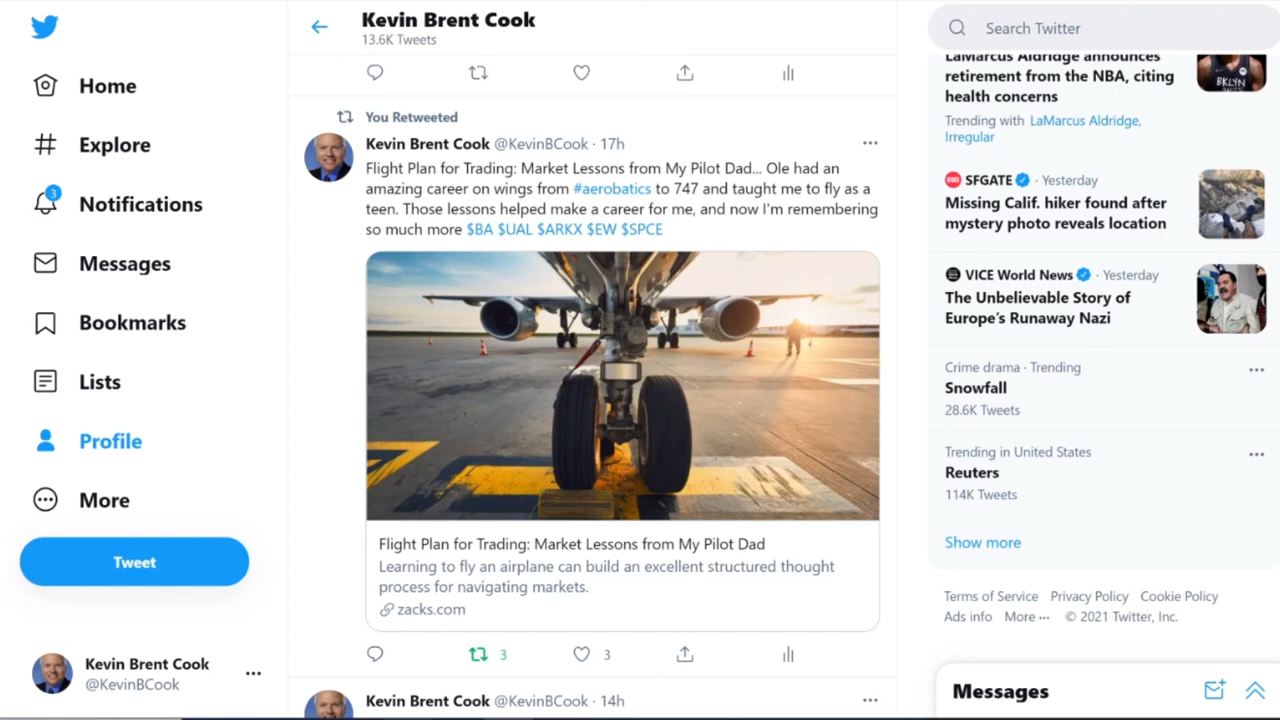 Home
Explore
3
Notifications
Messages
Bookmarks
Lists
Profile
More
Tweet
Kevin Brent Cook
@KevinBCook
Kevin Brent Cook
13.6K Tweets
You Retweeted
Kevin Brent Cook @KevinBCook · 17h
Flight Plan for Trading: Market Lessons from My Pilot Dad... Ole had an
amazing career on wings from #aerobatics to 747 and taught me to fly as a
teen. Those lessons helped make a career for me, and now I'm remembering
so much more $BA $UAL $ARKX $EW $SPCE
Flight Plan for Trading: Market Lessons from My Pilot Dad
Learning to fly an airplane can build an excellent structured thought
process for navigating markets.
zacks.com
3 3
Kevin Brent Cook @KevinBCook · 14h
Search Twitter
LaMarcus Aldridge announces
retirement from the NBA, citing
health concerns
Trending with LaMarcus Aldridge,
Irregular
BKLYN
SFGATE · Yesterday
Missing Calif. hiker found after
mystery photo reveals location
VICE World News · Yesterday
The Unbelievable Story of
Europe's Runaway Nazi
Crime drama · Trending
Snowfall
28.6K Tweets
Trending in United States
Reuters
114K Tweets
Show more
Terms of Service Privacy Policy Cookie Policy
Ads info More ··· © 2021 Twitter, Inc.
Messages